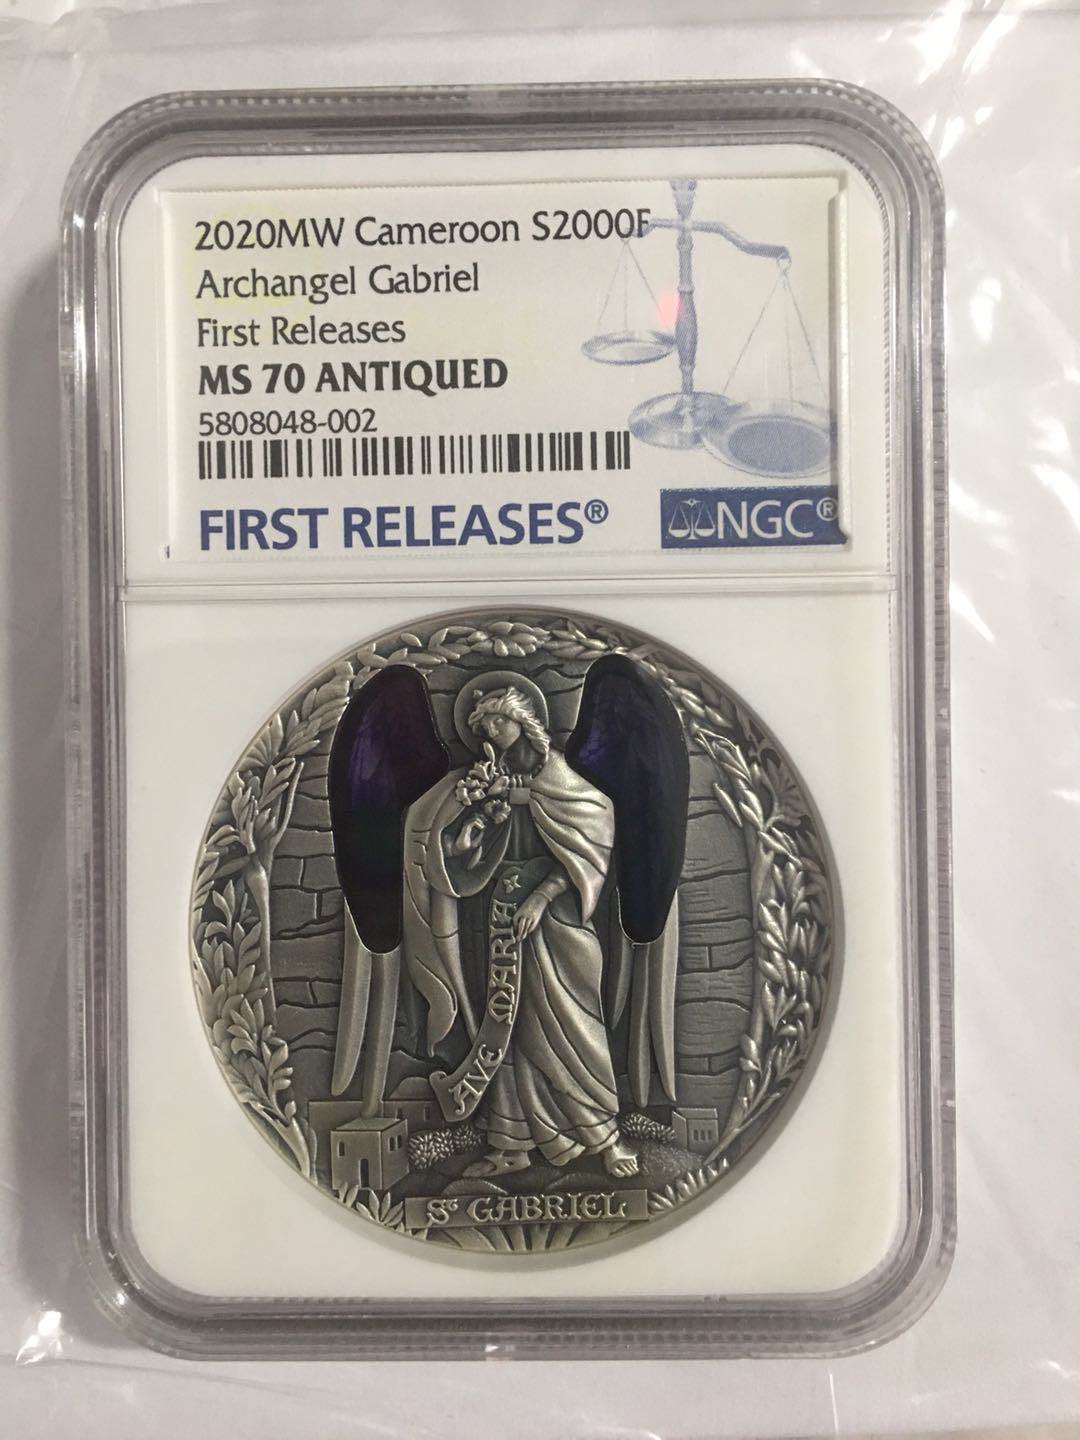 2020MW Cameroon S2000F
Archangel Gabriel
First Releases
MS 70 ANTIQUED
5808048-002
FIRST RELEASES®
NGC®
AVE MARIA
St GABRIEL